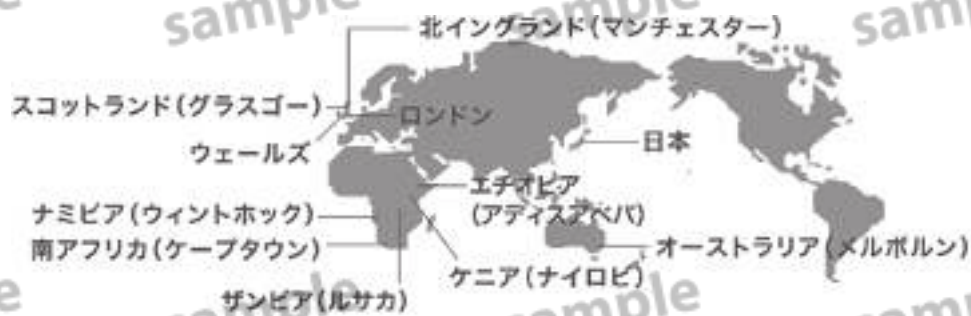 sample
sample
sample
北イングランド(マンチェスター)
スコットランド(グラスゴー)
ロンドン
ウェールズ
日本
エチオピア
(アディスアベバ)
ナミビア(ウィントホック)
南アフリカ(ケープタウン)
オーストラリア(メルボルン)
ケニア(ナイロビ)
ザンビア(ルサカ)
sample
sample